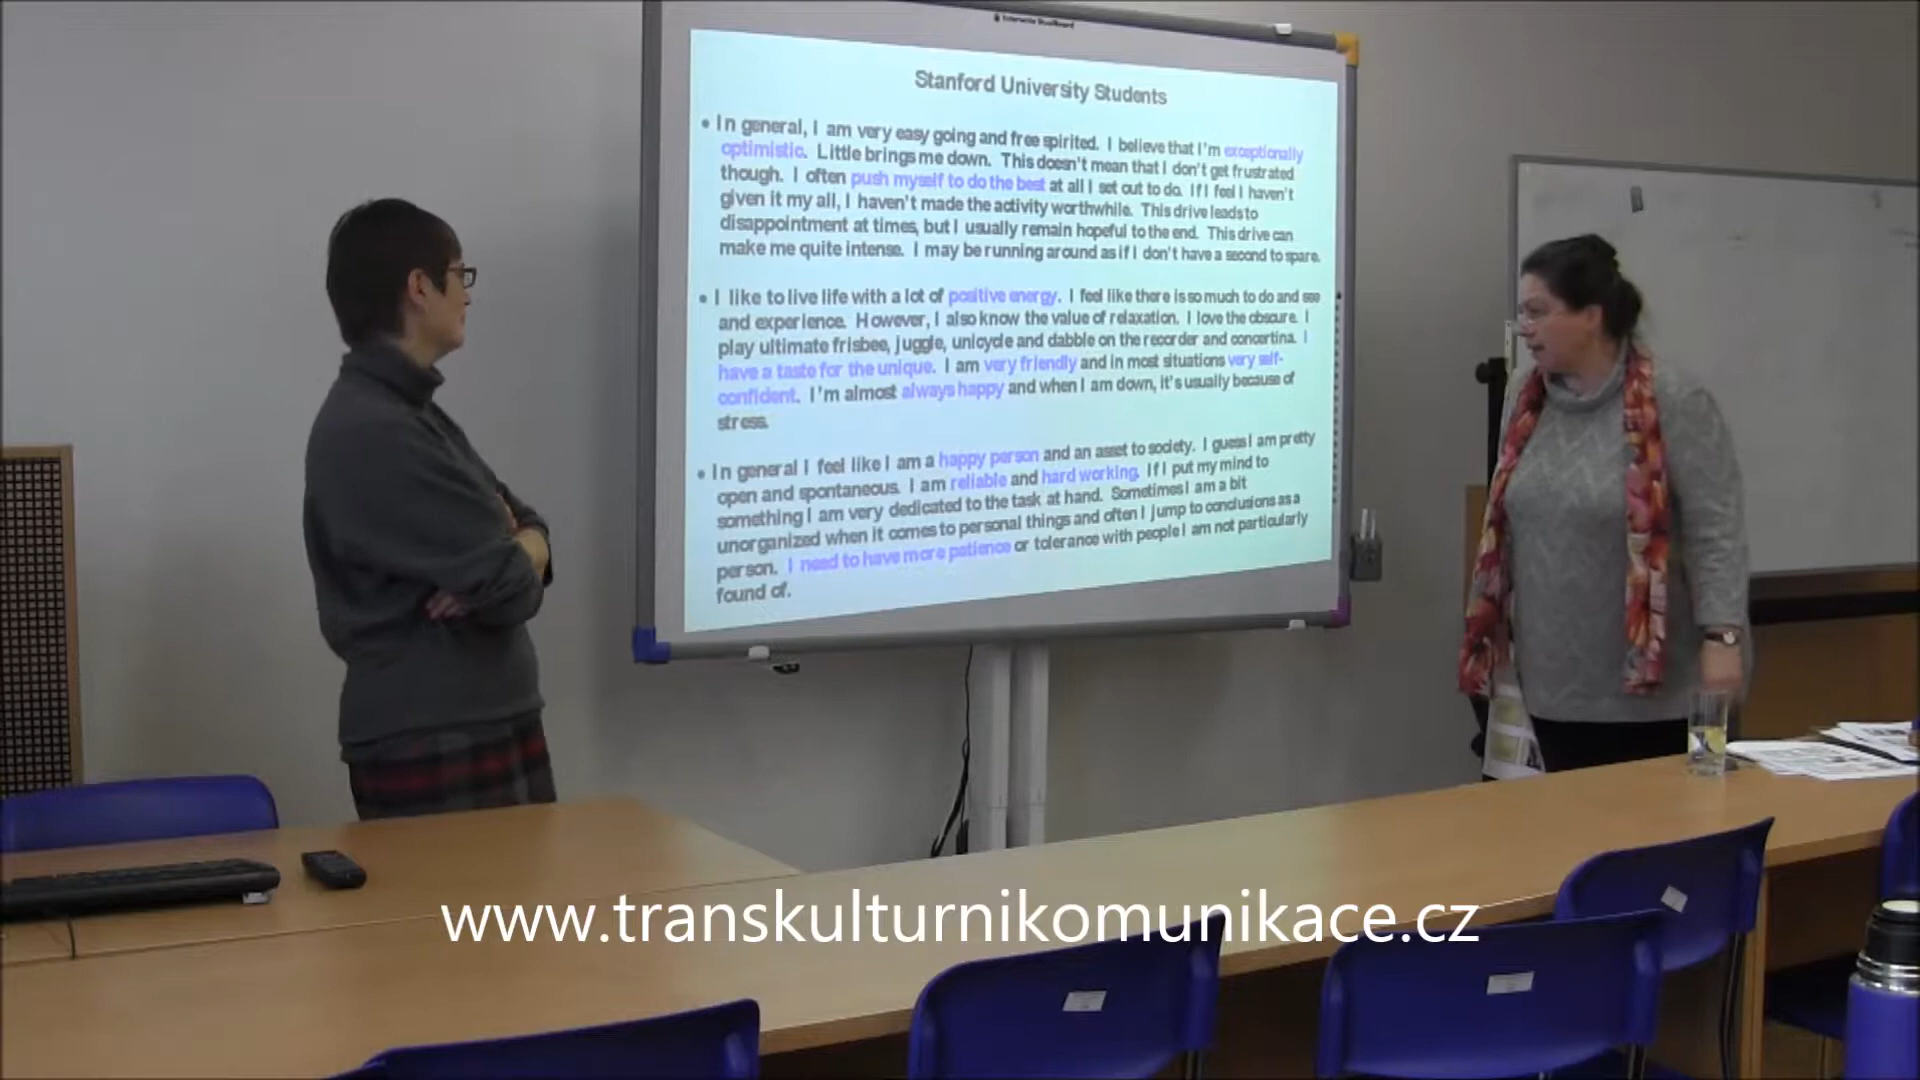 Stanford University Students
• In general, I am very easy going and free spirited. I believe that I'm exceptionally
optimistic. Little brings me down. This doesn't mean that I don't get frustrated
though. I often push myself to do the best at all I set out to do. If I feel I haven't
given it my all, I haven't made the activity worthwhile. This drive leads to
disappointment at times, but I usually remain hopeful to the end. This drive can
make me quite intense. I may be running around as if I don't have a second to spare.
• I like to live life with a lot of positive energy. I feel like there is so much to do and see
and experience. However, I also know the value of relaxation. I love the obscure. I
play ultimate frisbee, juggle, unicycle and dabble on the recorder and concertina. I
have a taste for the unique. I am very friendly and in most situations very self-
confident. I'm almost always happy and when I am down, it's usually because of
stress.
• In general I feel like I am a happy person and an asset to society. I guess I am pretty
open and spontaneous. I am reliable and hard working. If I put my mind to
something I am very dedicated to the task at hand. Sometimes I am a bit
unorganized when it comes to personal things and often I jump to conclusions as a
person. I need to have more patience or tolerance with people I am not particularly
found of.
www.transkulturnikomunikace.cz